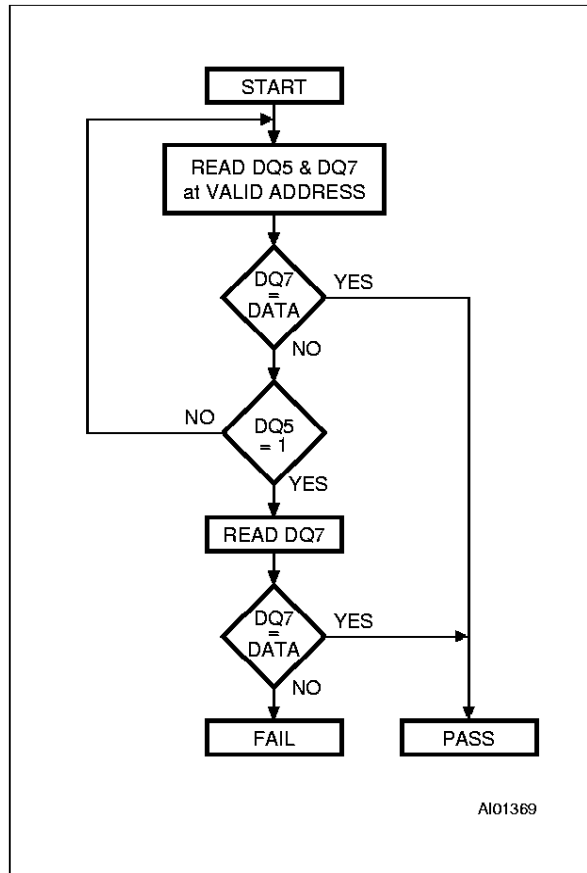 START
READ DQ5 & DQ7
at VALID ADDRESS
DQ7
=
DATA
YES
NO
DQ5
= 1
NO
YES
READ DQ7
DQ7
=
DATA
YES
NO
FAIL
PASS
AI01369